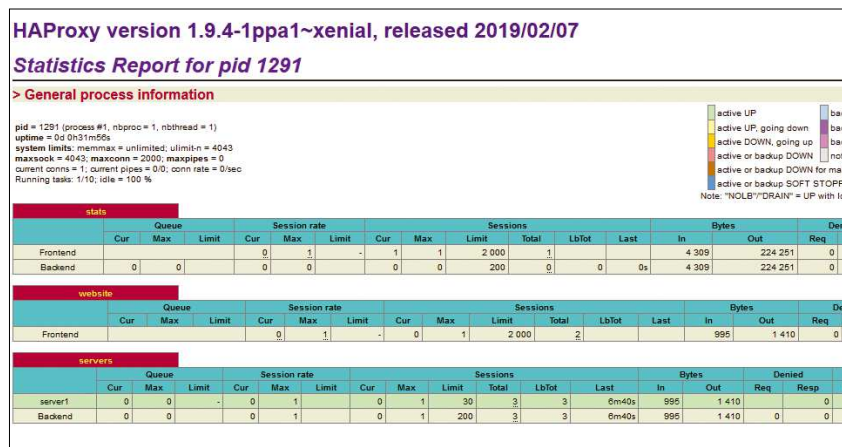 HAProxy version 1.9.4-1ppa1~xenial, released 2019/02/07
Statistics Report for pid 1291
> General process information
pid = 1291 (process #1, nbproc = 1, nbthread = 1)
uptime = 0d 0h31m56s
system limits: memmax = unlimited; ulimit-n = 4043
maxsock = 4043; maxconn = 2000; maxpipes = 0
current conns = 1; current pipes = 0/0; conn rate = 0/sec
Running tasks: 1/10; idle = 100 %
active UP
active UP, going down
active DOWN, going up
active or backup DOWN
active or backup DOWN for
active or backup SOFT
Note: "NOLB"/"DRAIN" = UP with
stats
Queue Session rate Sessions Bytes
Cur Max Limit Cur Max Limit Cur Max Limit Total LbTot Last In Out Req
Frontend 0 1 - 1 1 2 000 1 4 309 224 251 0
Backend 0 0 0 0 0 0 200 0 0 0s 4 309 224 251 0
website
Queue Session rate Sessions Bytes
Cur Max Limit Cur Max Limit Cur Max Limit Total LbTot Last In Out Req
Frontend 0 1 - 0 1 2 000 2 995 1 410 0
servers
Queue Session rate Sessions Bytes Denied
Cur Max Limit Cur Max Limit Cur Max Limit Total LbTot Last In Out Req Resp
server1 0 0 - 0 1 0 1 30 3 3 6m40s 995 1 410 0
Backend 0 0 0 1 0 1 200 3 3 6m40s 995 1 410 0 0